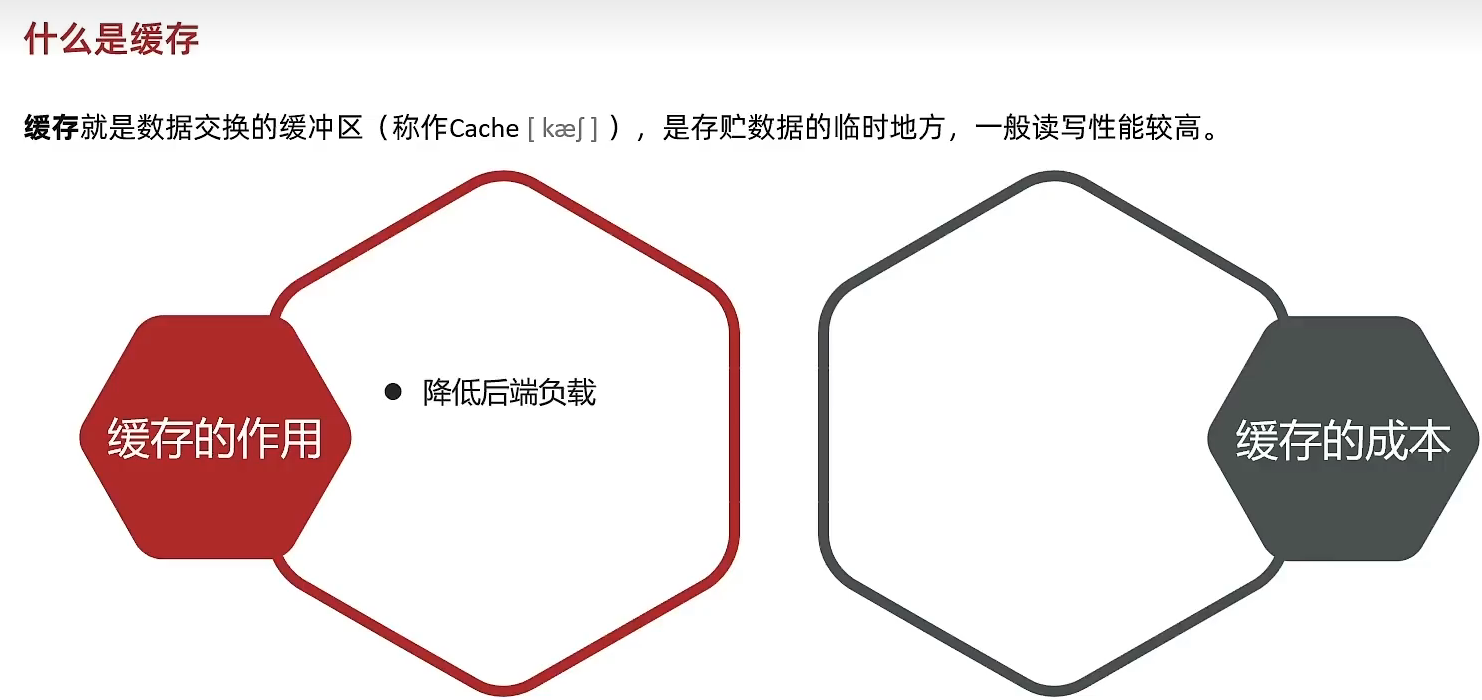 什么是缓存
缓存就是数据交换的缓冲区（称作Cache [ kæʃ ] ），是存贮数据的临时地方，一般读写性能较高。
缓存的作用
● 降低后端负载
缓存的成本